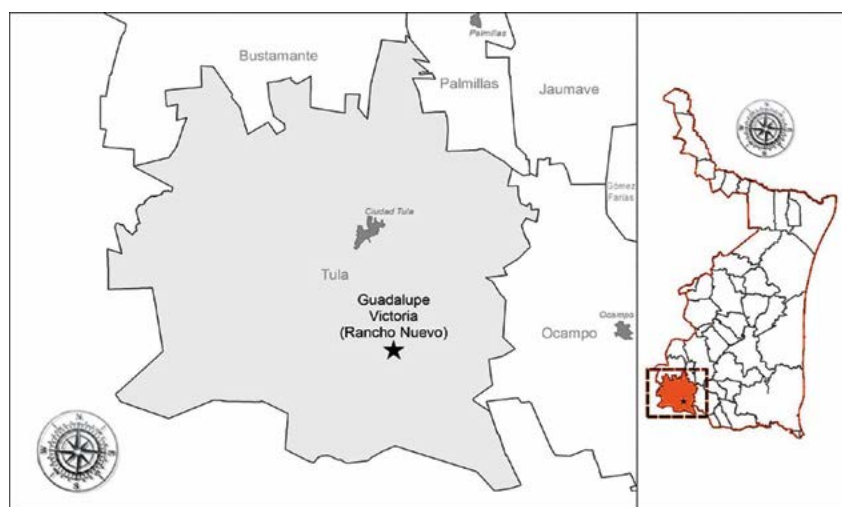 Palmillas
Bustamante
Palmillas
Jaumave
Gómez
Farías
Ciudad Tula
Tula
Guadalupe
Victoria
(Rancho Nuevo)
Ocampo
Ocampo